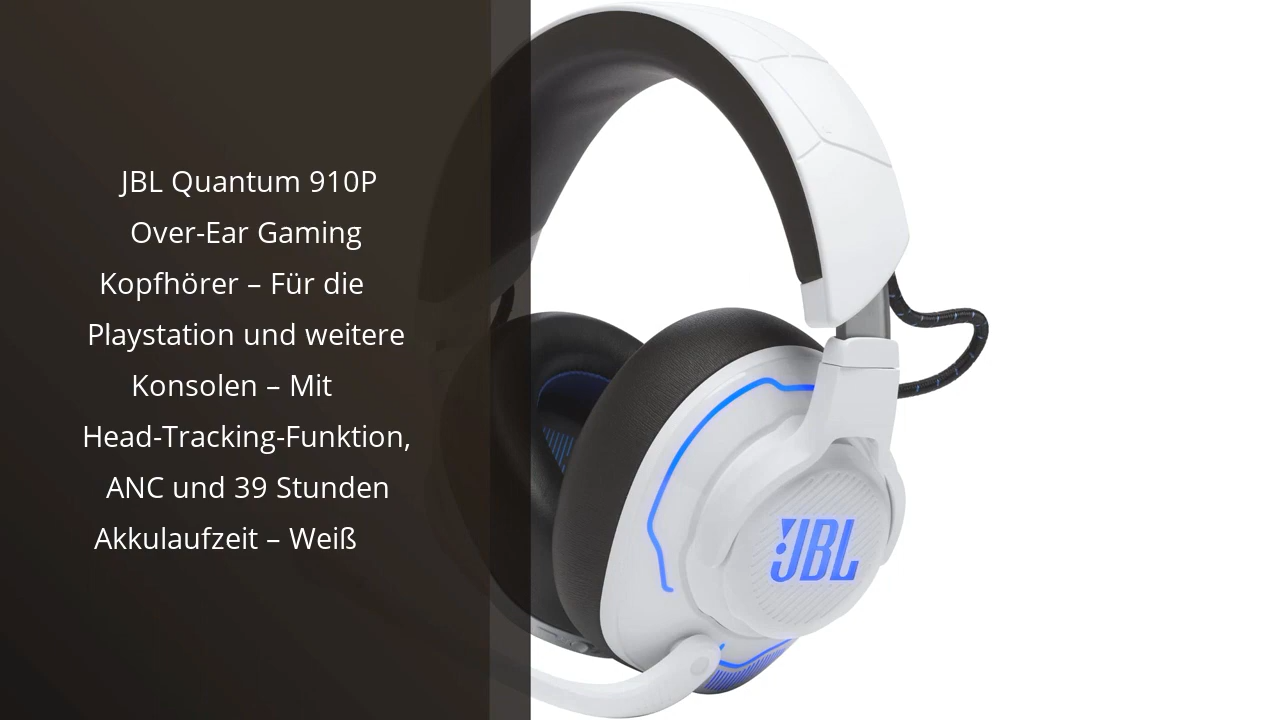 JBL Quantum 910P
Over-Ear Gaming
Kopfhörer – Für die
Playstation und weitere
Konsolen – Mit
Head-Tracking-Funktion,
ANC und 39 Stunden
Akkulaufzeit – Weiß
JBL